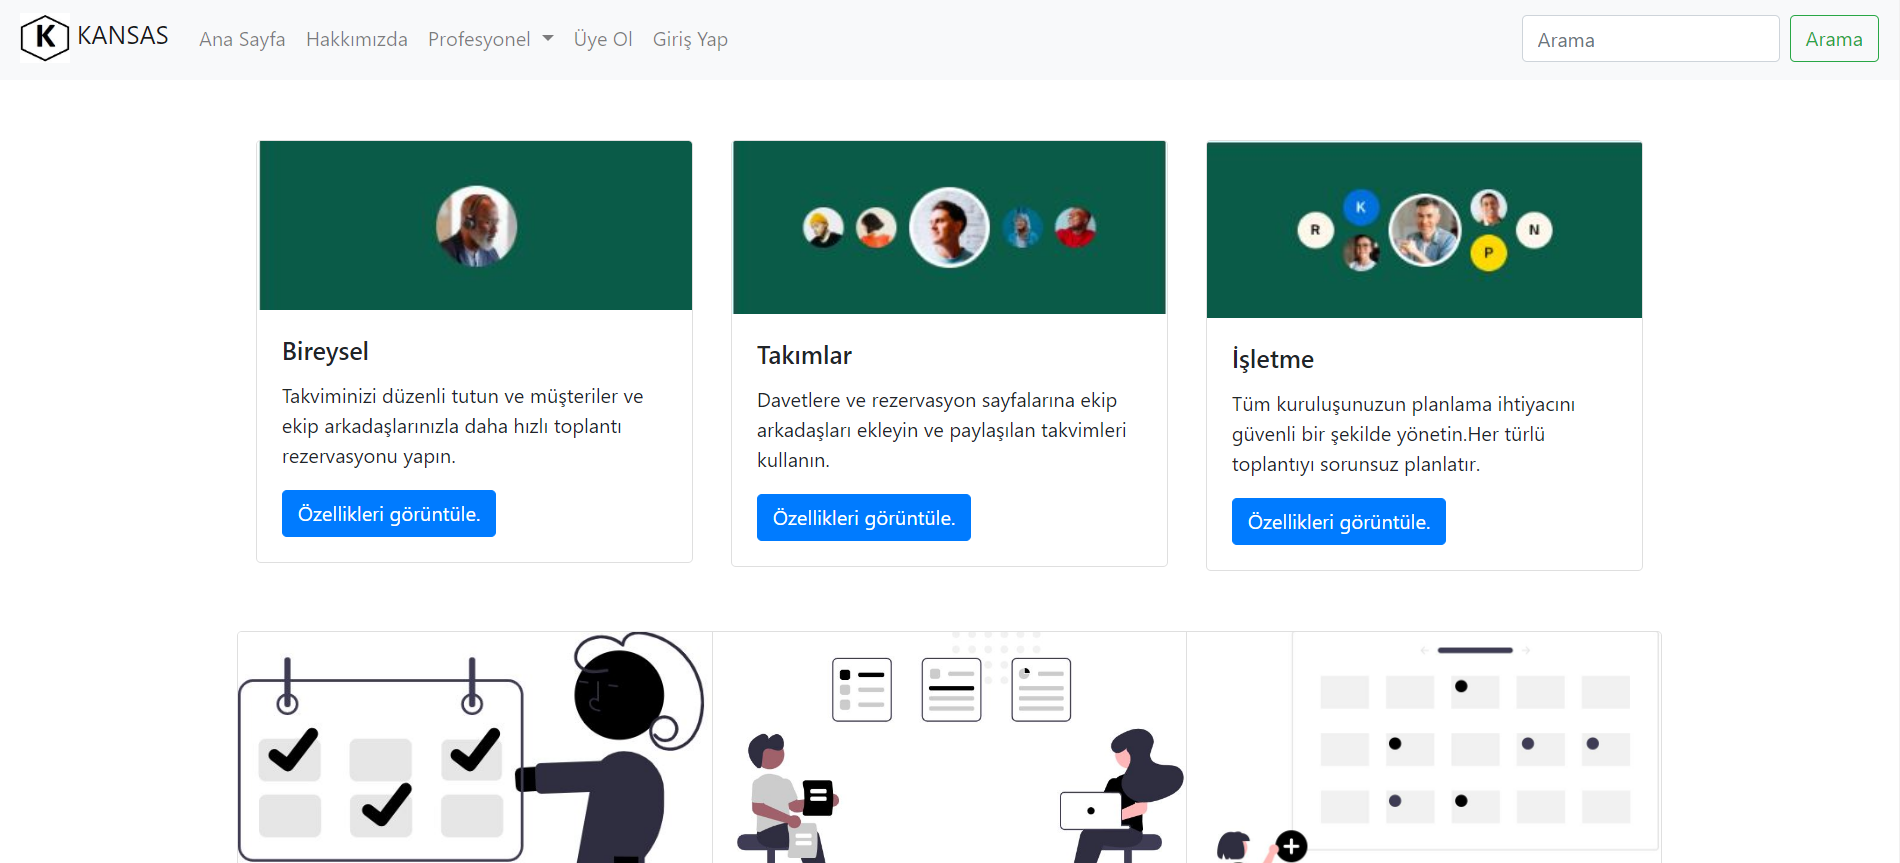 K KANSAS
Ana Sayfa
Hakkımızda
Profesyonel
Üye Ol
Giriş Yap
Arama
Arama
R
K
P
N
Bireysel
Takviminizi düzenli tutun ve müşteriler ve
ekip arkadaşlarınızla daha hızlı toplantı
rezervasyonu yapın.
Özellikleri görüntüle.
Takımlar
Davetlere ve rezervasyon sayfalarına ekip
arkadaşları ekleyin ve paylaşılan takvimleri
kullanın.
Özellikleri görüntüle.
İşletme
Tüm kuruluşunuzun planlama ihtiyacını
güvenli bir şekilde yönetin.Her türlü
toplantıyı sorunsuz planlatır.
Özellikleri görüntüle.